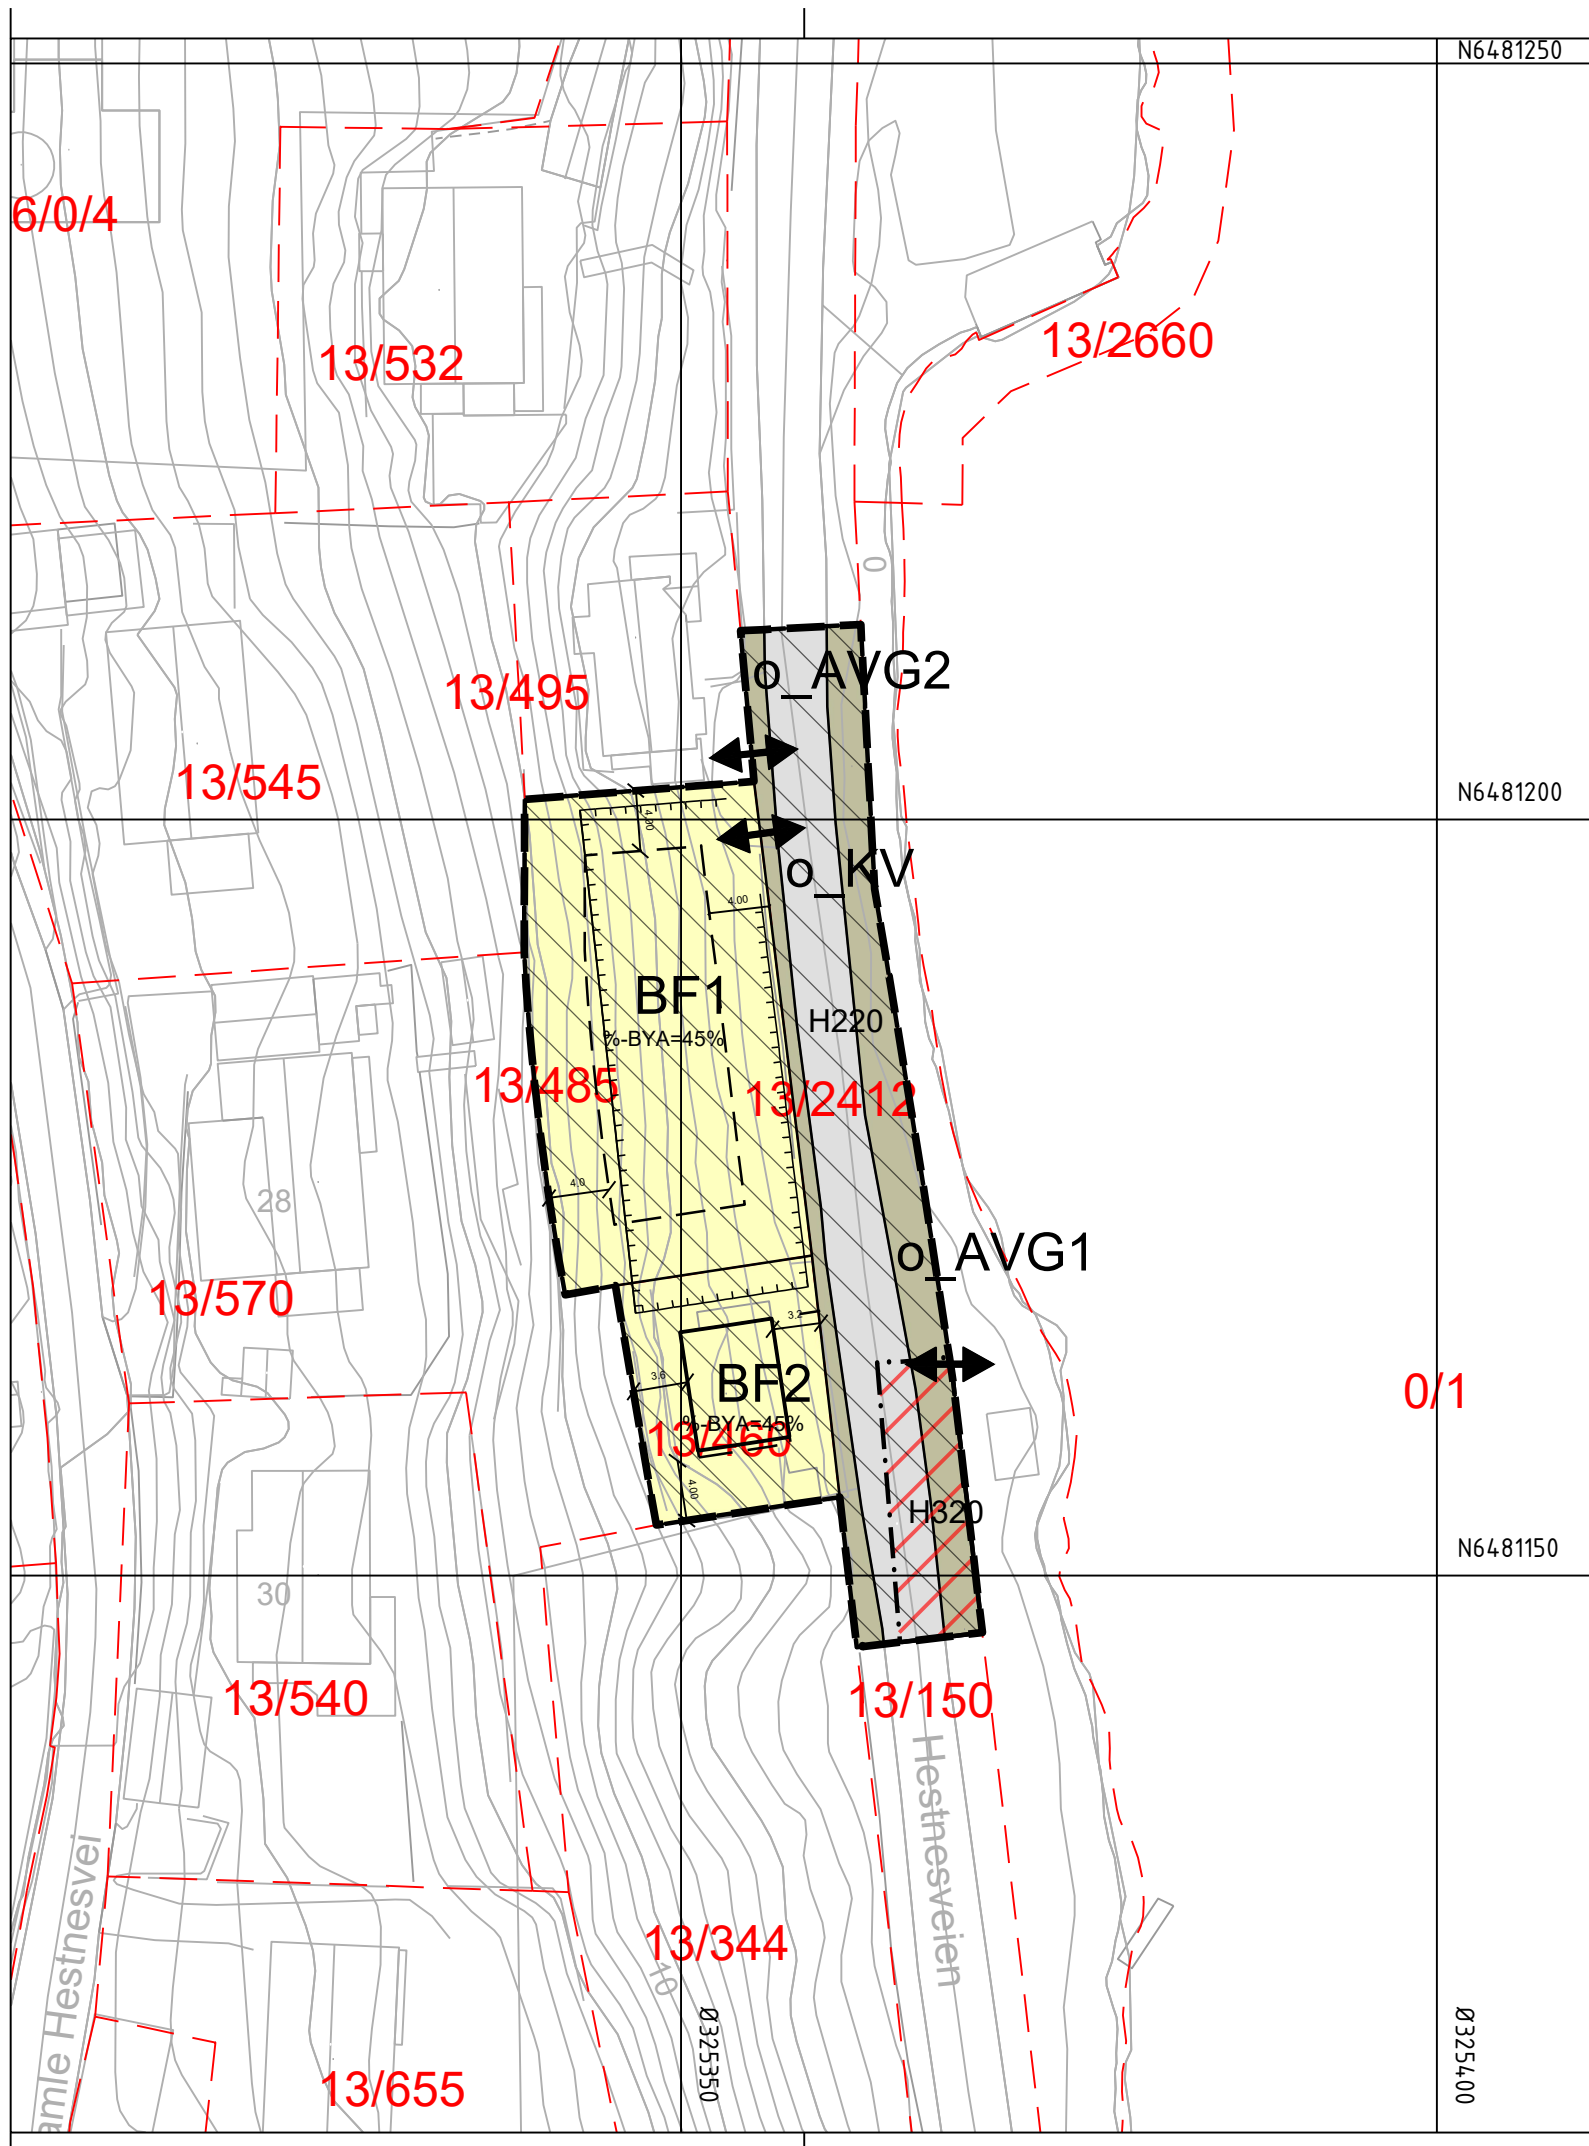 N6481250
6/0/4
13/532
13/2660
0
o_AVG2
13/495
13/545
N6481200
4.00
o_KV
4.00
BF1
%-BYA=45%
H220
13/485
13/2412
4.0
28
o_AVG1
13/570
3.2
3.6
BF2
%-BYA=45%
13/460
0/1
4.00
H320
N6481150
30
13/540
13/150
Hestnesveien
amle Hestnesvei
13/344
10
Ø325350
Ø325400
13/655